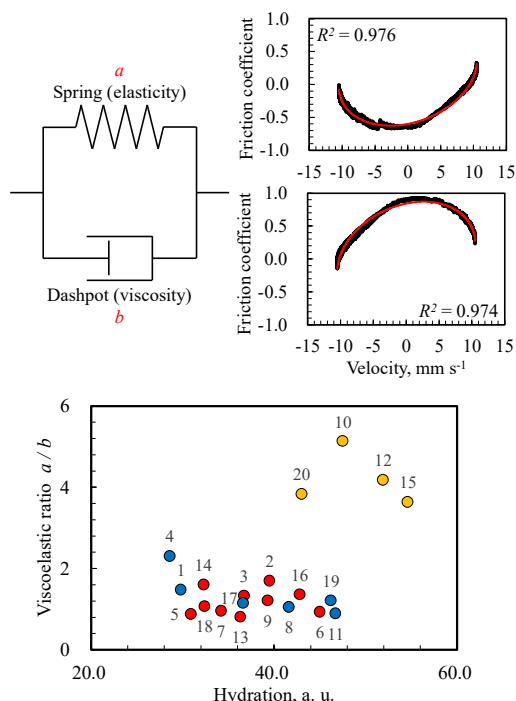 a
Spring (elasticity)
Dashpot (viscosity)
b
Friction coefficient
1.0
0.5
0.0
-0.5
-1.0
R² = 0.976
-15 -10 -5 0 5 10 15
Friction coefficient
1.0
0.5
0.0
-0.5
-1.0
R² = 0.974
-15 -10 -5 0 5 10 15
Velocity, mm s⁻¹
Viscoelastic ratio a / b
6
4
2
0
10
12
20
15
4
1
14
3
2
16
19
17
5
18
7
13
9
8
6
11
20.0 40.0 60.0
Hydration, a. u.